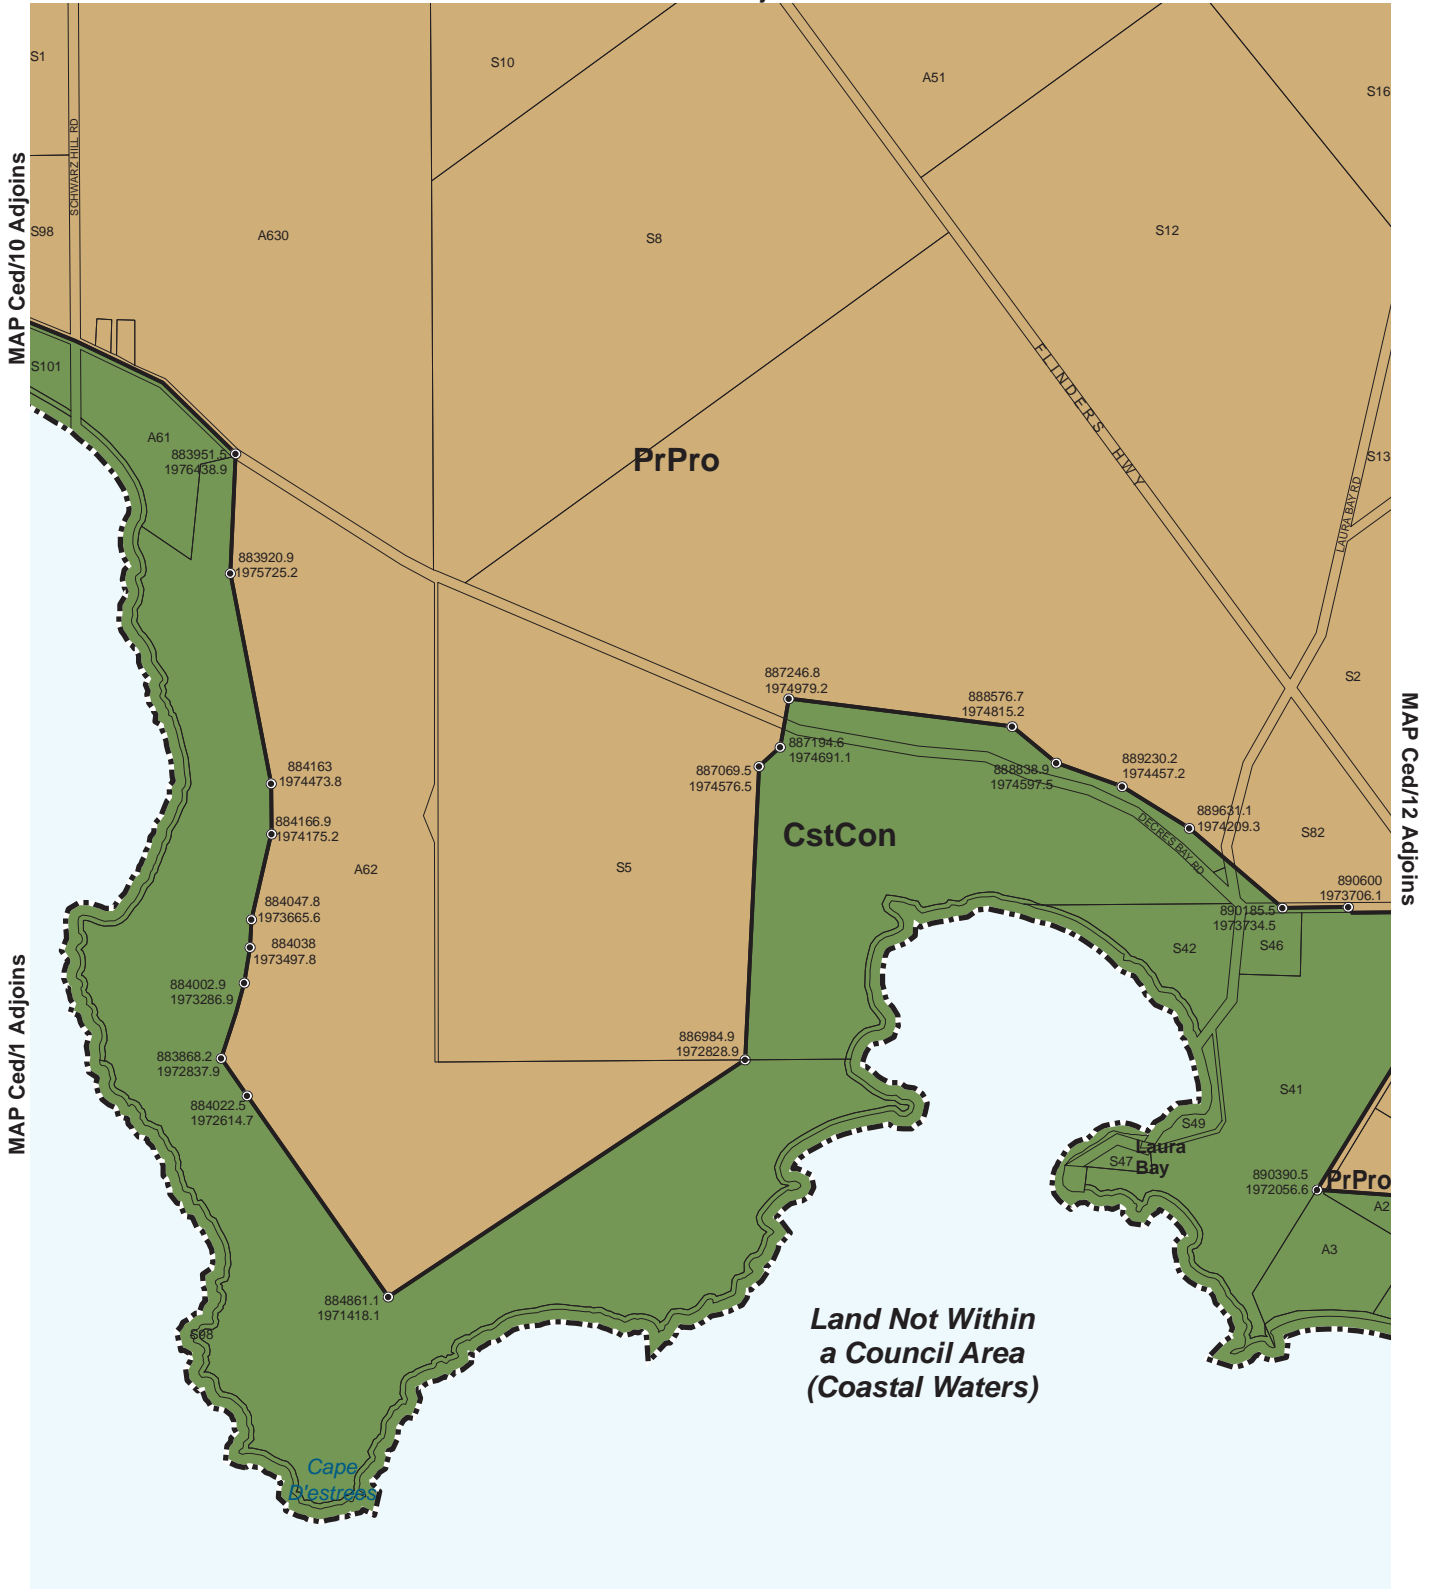 S1
S10
A51
S16
SCHWARZ HILL RD
MAP Ced/10 Adjoins
S98
A630
S8
S12
S101
FLINDERS HWY
A61
883951.5
1976438.9
PrPro
S13
LAURA BAY RD
883920.9
1975725.2
887246.8
1974979.2
888576.7
1974815.2
S2
887194.6
1974691.1
884163
1974473.8
887069.5
1974576.5
888838.9
1974597.5
889230.2
1974457.2
MAP Ced/12 Adjoins
884166.9
1974175.2
CstCon
889631.1
1974209.3
DECRES BAY RD
S82
A62
S5
890600
1973706.1
884047.8
1973665.6
890185.5
1973734.5
884038
1973497.8
S42
S46
884002.9
1973286.9
MAP Ced/1 Adjoins
883868.2
1972837.9
886984.9
1972828.9
884022.5
1972614.7
S41
S49
Laura
Bay
S47
890390.5
1972056.6
PrPro
A2
A3
884861.1
1971418.1
S98
Land Not Within
a Council Area
(Coastal Waters)
Cape
D'estrees